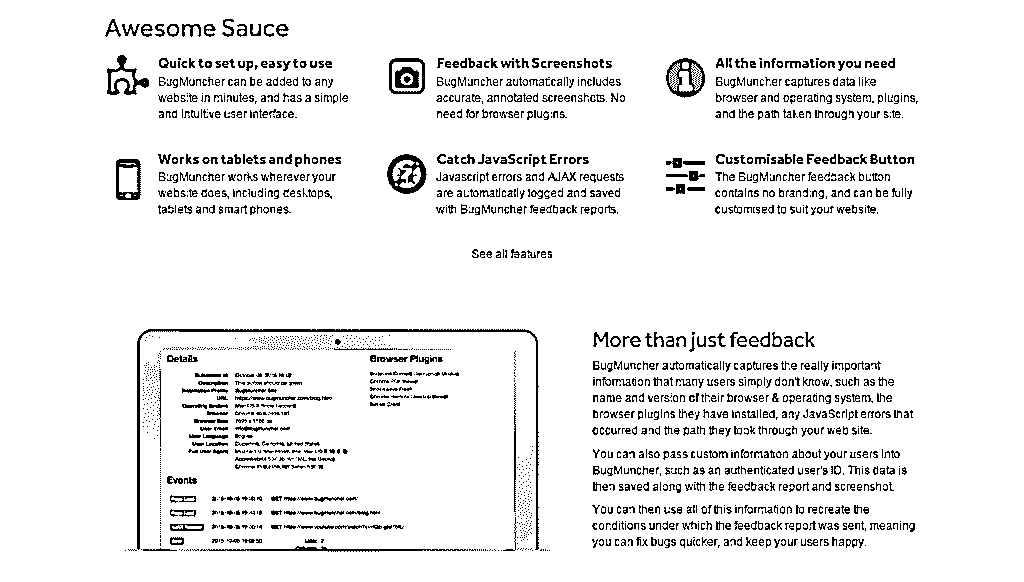 Awesome Sauce
Quick to set up, easy to use
BugMuncher can be added to any
website in minutes, and has a simple
and intuitive user interface.
Feedback with Screenshots
BugMuncher automatically includes
accurate, annotated screenshots. No
need for browser plugins.
All the information you need
BugMuncher captures data like
browser and operating system, plugins,
and the path taken through your site.
Works on tablets and phones
BugMuncher works wherever your
website does, including desktops,
tablets and smart phones.
Catch JavaScript Errors
Javascript errors and AJAX requests
are automatically logged and saved
with BugMuncher feedback reports.
Customisable Feedback Button
The BugMuncher feedback button
contains no branding, and can be fully
customised to suit your website.
See all features
Details
Browser Plugins
Description
URL
Operating System
Browser
User Email
User Language
User Location
Events
More than just feedback
BugMuncher automatically captures the really important
information that many users simply don't know, such as the
name and version of their browser & operating system, the
browser plugins they have installed, any JavaScript errors that
occurred and the path they took through your web site.
You can also pass custom information about your users into
BugMuncher, such as an authenticated user's ID. This data is
then saved along with the feedback report and screenshot.
You can then use all of this information to recreate the
conditions under which the feedback report was sent, meaning
you can fix bugs quicker, and keep your users happy.